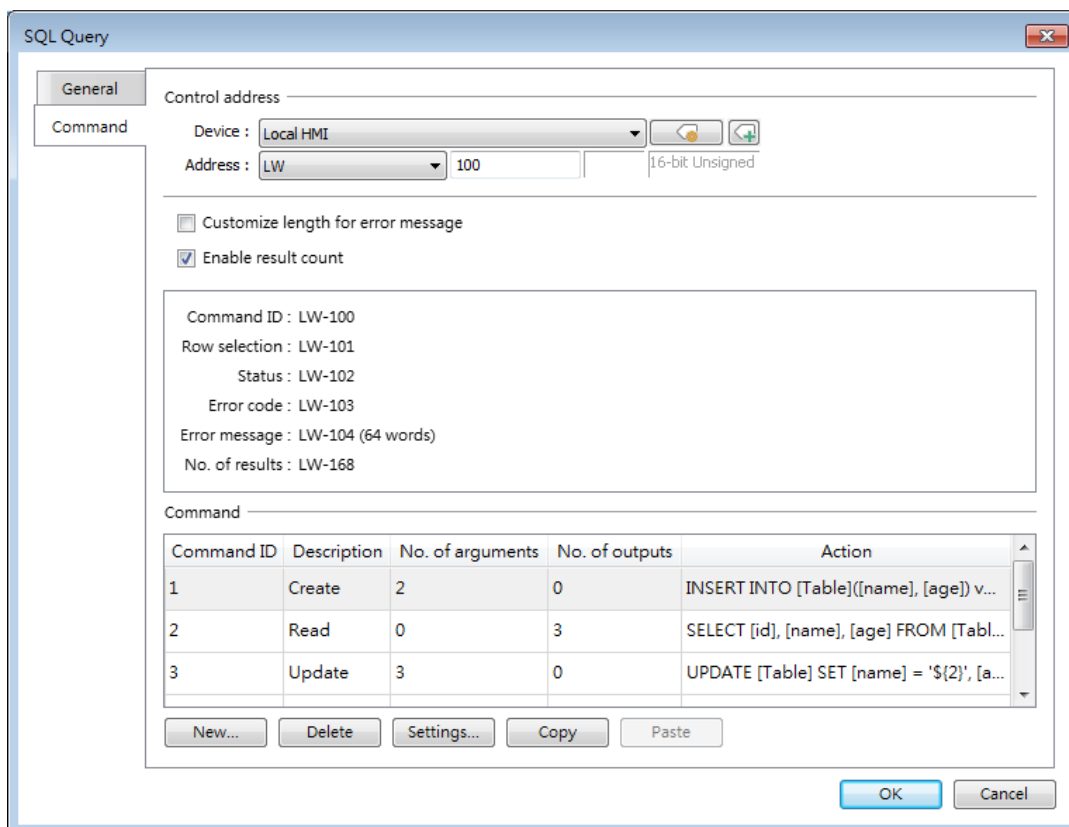 SQL Query
General
Command
Control address
Device : Local HMI
Address : LW 100 16-bit Unsigned
Customize length for error message
Enable result count
Command ID : LW-100
Row selection : LW-101
Status : LW-102
Error code : LW-103
Error message : LW-104 (64 words)
No. of results : LW-168
Command
Command ID Description No. of arguments No. of outputs Action
1 Create 2 0 INSERT INTO [Table]([name], [age]) v...
2 Read 0 3 SELECT [id], [name], [age] FROM [Tabl...
3 Update 3 0 UPDATE [Table] SET [name] = '${2}', [a...
New... Delete Settings... Copy Paste
OK Cancel